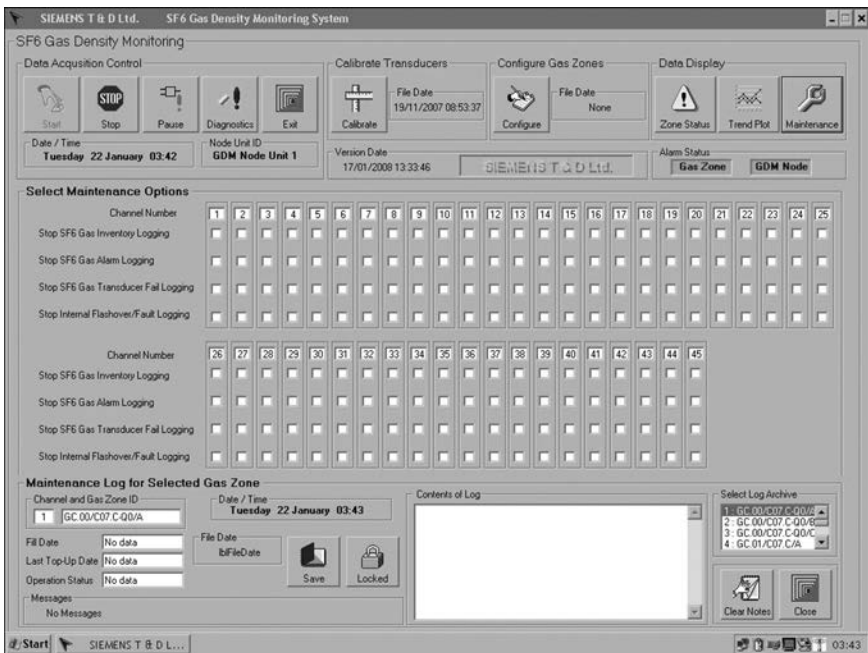 SIEMENS T & D Ltd. SF6 Gas Density Monitoring System
SF6 Gas Density Monitoring
Data Acqusition Control
Start
Stop
STOP
Pause
Diagnostics
Exit
Calibrate Transducers
Calibrate
File Date
19/11/2007 08:53:37
Configure Gas Zones
Configure
File Date
None
Data Display
Zone Status
Trend Plot
Maintenance
Date / Time
Tuesday 22 January 03:42
Node Unit ID
GDM Node Unit 1
Version Date
17/01/2008 13:33:46
SIEMENS T & D Ltd.
Alarm Status
Gas Zone
GDM Node
Select Maintenance Options
Channel Number 1 2 3 4 5 6 7 8 9 10 11 12 13 14 15 16 17 18 19 20 21 22 23 24 25
Stop SF6 Gas Inventory Logging
Stop SF6 Gas Alarm Logging
Stop SF6 Gas Transducer Fail Logging
Stop Internal Flashover/Fault Logging
Channel Number 26 27 28 29 30 31 32 33 34 35 36 37 38 39 40 41 42 43 44 45
Stop SF6 Gas Inventory Logging
Stop SF6 Gas Alarm Logging
Stop SF6 Gas Transducer Fail Logging
Stop Internal Flashover/Fault Logging
Maintenance Log for Selected Gas Zone
Channel and Gas Zone ID
1 GC.00/C07.C-Q0/A
Date / Time
Tuesday 22 January 03:43
Fill Date No data
Last Top-Up Date No data
Operation Status No data
File Date
lblFileDate
Save
Locked
Messages
No Messages
Contents of Log
Select Log Archive
1 : GC.00/C07.C-Q0/A
2 : GC.00/C07.C-Q0/B
3 : GC.00/C07.C-Q0/C
4 : GC.01/C07.C/A
Clear Notes
Close
Start
SIEMENS T & D L...
03:43